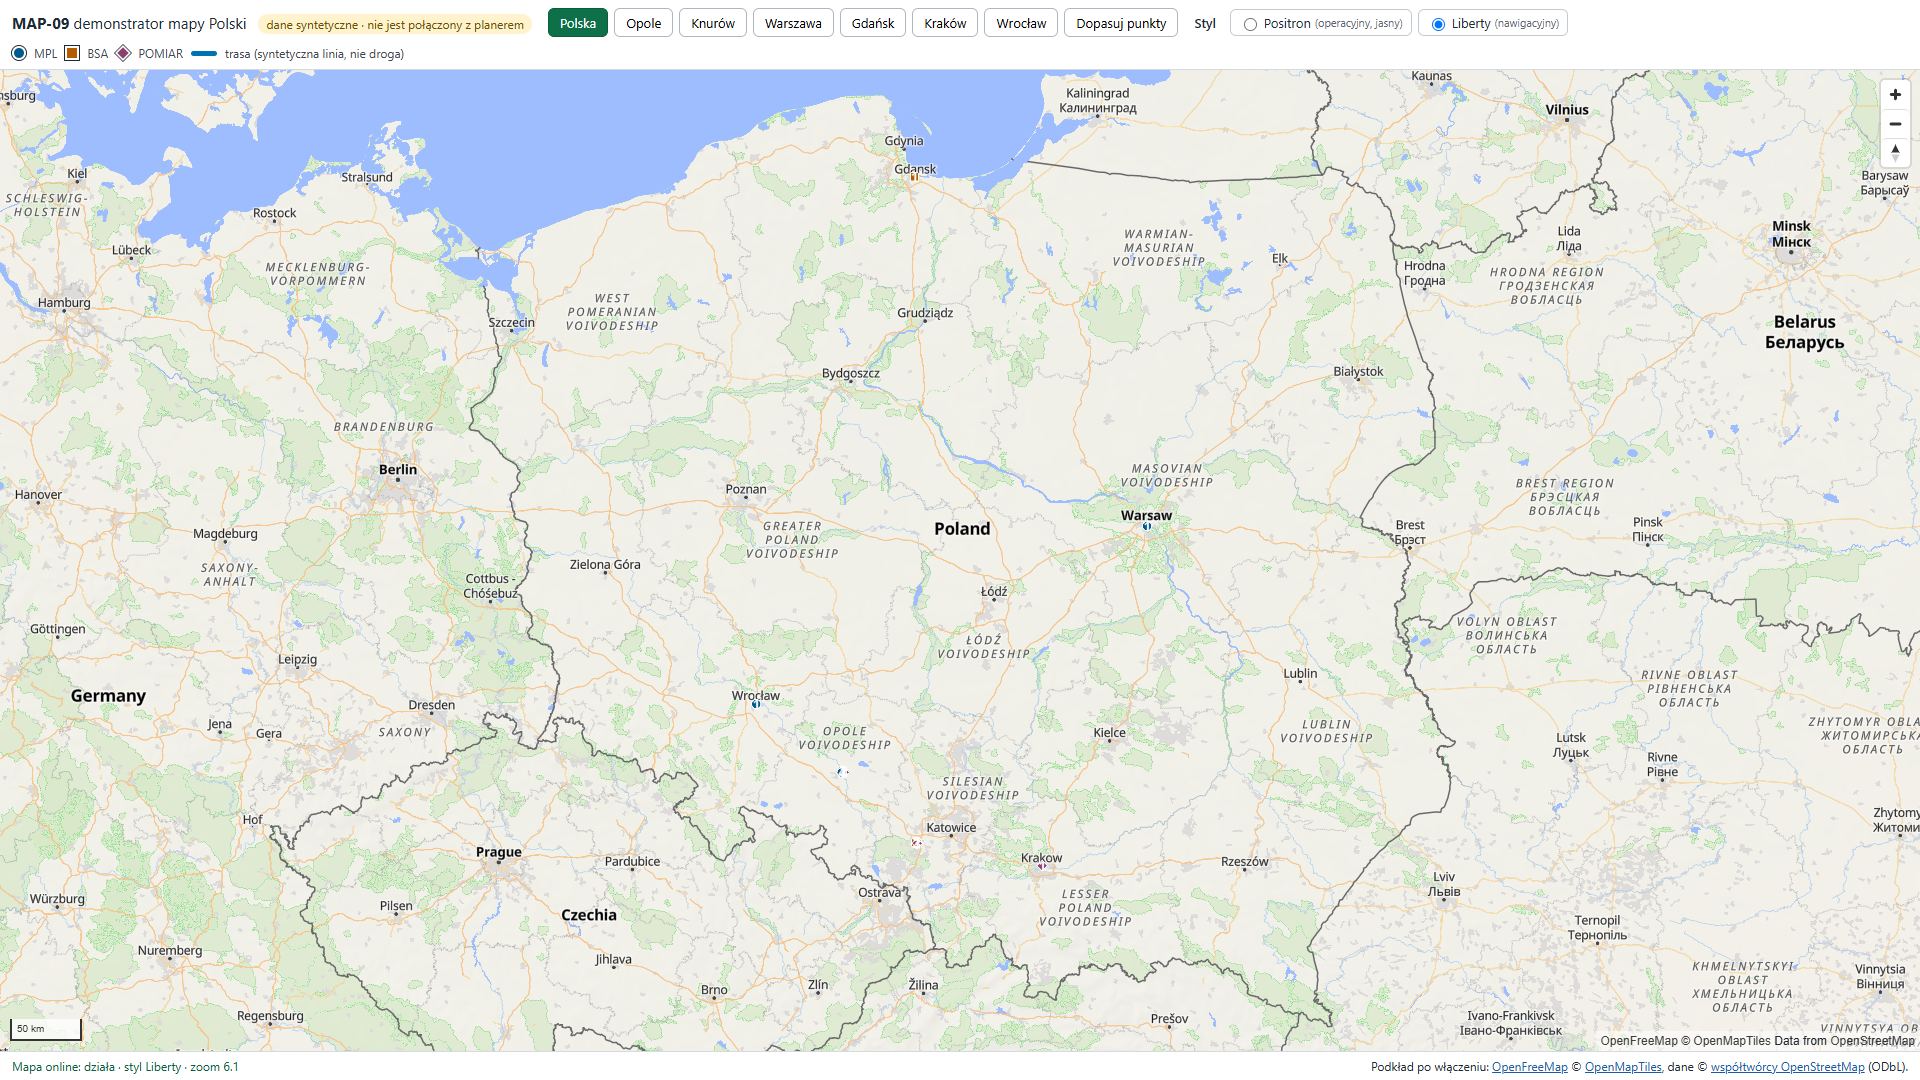 MAP-09 demonstrator mapy Polski
dane syntetyczne · nie jest połączony z planerem
Polska
Opole
Knurów
Warszawa
Gdańsk
Kraków
Wrocław
Dopasuj punkty
Styl
Positron (operacyjny, jasny)
Liberty (nawigacyjny)
MPL
BSA
POMIAR
trasa (syntetyczna linia, nie droga)
nsburg
Kaunas
Kaliningrad
Калининград
Vilnius
Gdynia
Gdansk
Kiel
Stralsund
Barysaw
Барысаў
SCHLESWIG-
HOLSTEIN
Rostock
Lübeck
Minsk
Мінск
Lida
Ліда
WARMIAN-
MASURIAN
VOIVODESHIP
Elk
MECKLENBURG-
VORPOMMERN
Hrodna
Гродна
HRODNA REGION
ГРОДЗЕНСКАЯ
ВОБЛАСЦЬ
Hamburg
WEST
POMERANIAN
VOIVODESHIP
Szczecin
Grudziądz
Belarus
Беларусь
Bydgoszcz
Białystok
BRANDENBURG
Berlin
MASOVIAN
VOIVODESHIP
Hanover
Poznan
BREST REGION
БРЭСЦКАЯ
ВОБЛАСЦЬ
Magdeburg
GREATER
POLAND
VOIVODESHIP
Poland
Warsaw
Brest
Брэст
Pinsk
Пінск
SAXONY-
ANHALT
Zielona Góra
Cottbus -
Chóśebuz
Łódź
Göttingen
VOLYN OBLAST
ВОЛИНСЬКА
ОБЛАСТЬ
ŁÓDŹ
VOIVODESHIP
Leipzig
Lublin
RIVNE OBLAST
РІВНЕНСЬКА
ОБЛАСТЬ
Germany
Wrocław
Dresden
Jena
Gera
SAXONY
OPOLE
VOIVODESHIP
Kielce
LUBLIN
VOIVODESHIP
ZHYTOMYR OBLA
ЖИТОМИРСЬКА
ОБЛАСТЬ
Lutsk
Луцьк
Rivne
Рівне
SILESIAN
VOIVODESHIP
Hof
Katowice
Zhytomy
Житоми
Prague
Pardubice
Krakow
Rzeszów
Lviv
Львів
Würzburg
Pilsen
Ostrava
LESSER
POLAND
VOIVODESHIP
Czechia
Ternopil
Тернопіль
Nuremberg
Jihlava
KHMELNYTSKYI
OBLAST
ХМЕЛЬНИЦЬКА
ОБЛАСТЬ
Vinnytsia
Вінниця
Brno
Zlín
Žilina
Regensburg
Prešov
Ivano-Frankivsk
Івано-Франківськ
VINNYTSYA OB
50 km
OpenFreeMap © OpenMapTiles Data from OpenStreetMap
Mapa online: działa · styl Liberty · zoom 6.1
Podkład po włączeniu: OpenFreeMap © OpenMapTiles, dane © współtwórcy OpenStreetMap (ODbL).